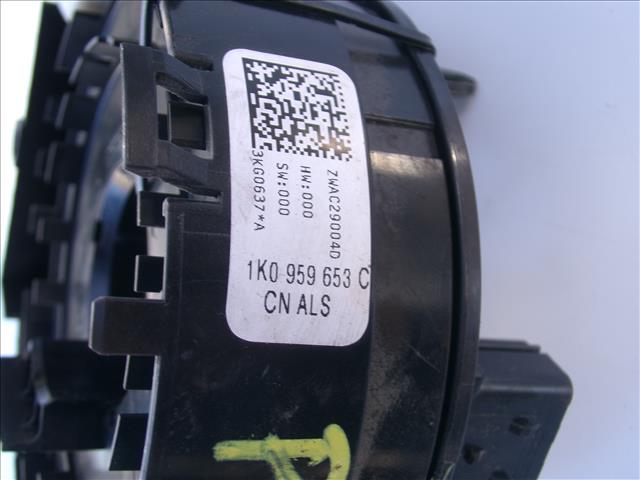 ZWAC29004D
HW:000
SW:000
3KG0637*A
1K0 959 653 C
CN ALS